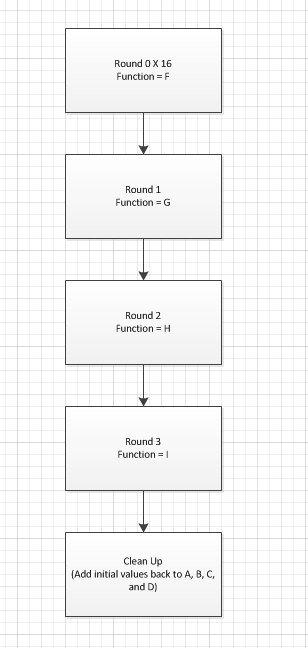 Round 0 X 16
Function = F
Round 1
Function = G
Round 2
Function = H
Round 3
Function = I
Clean Up
(Add initial values back to A, B, C,
and D)